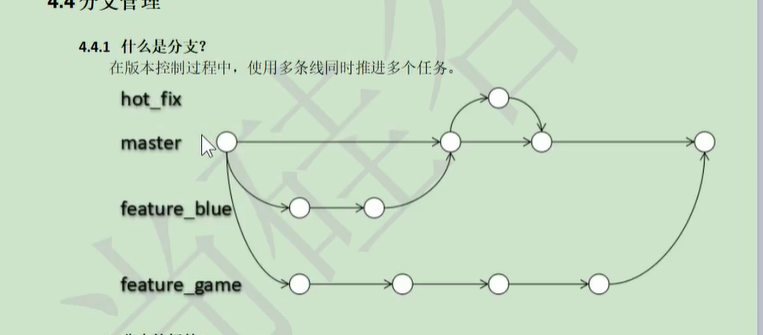 4.4 分支管理
4.4.1 什么是分支?
在版本控制过程中，使用多条线同时推进多个任务。
hot_fix
master
feature_blue
feature_game